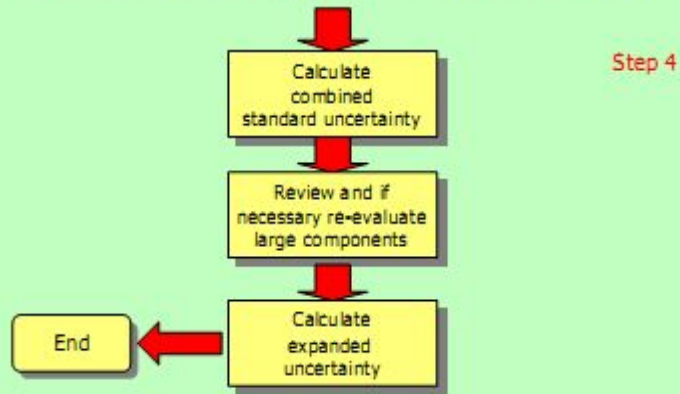 Step 4
Calculate
combined
standard uncertainty
Review and if
necessary re-evaluate
large components
Calculate
expanded
uncertainty
End